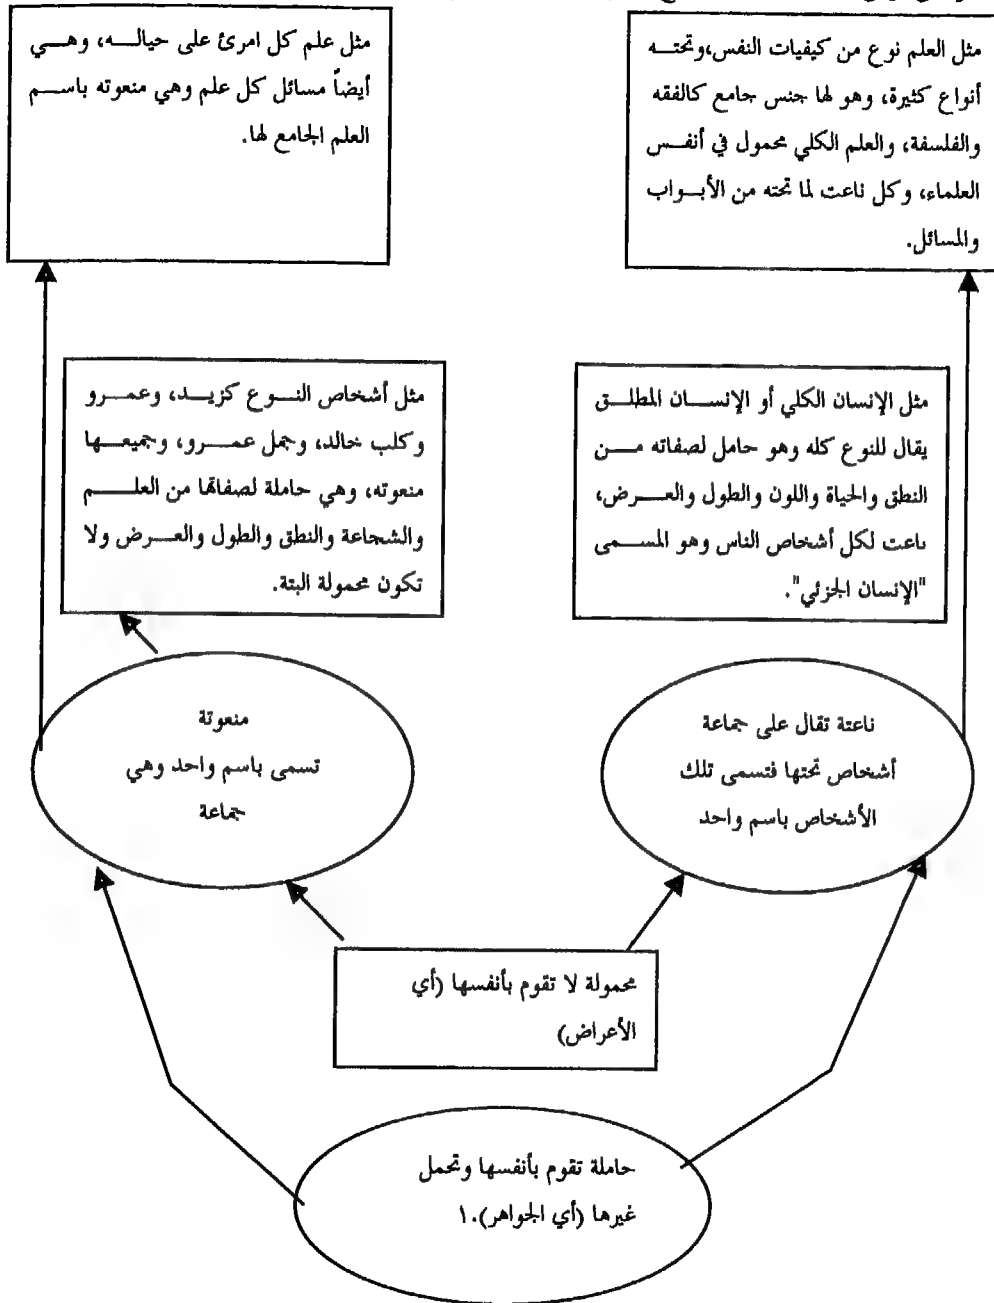 مثل العلم نوع من كيفيات النفس،وتحته
أنواع كثيرة، وهو لها جنس جامع كالفقه
والفلسفة، والعلم الكلي محمول في أنفس
العلماء، وكل ناعت لما تحته من الأبواب
والمسائل.
مثل علم كل امرئ على حياله، وهي
أيضاً مسائل كل علم وهي منعوته باسم
العلم الجامع لها.
مثل الإنسان الكلي أو الإنسان المطلق
يقال للنوع كله وهو حامل لصفاته من
النطق والحياة واللون والطول والعرض،
ناعت لكل أشخاص الناس وهو المسمى
"الإنسان الجزئي".
مثل أشخاص النوع كزيد، وعمرو
وكلب خالد، وجمل عمرو، وجميعها
منعوته، وهي حاملة لصفاتها من العلم
والشجاعة والنطق والطول والعرض ولا
تكون محمولة البتة.
ناعتة تقال على جماعة
أشخاص تحتها فتسمى تلك
الأشخاص باسم واحد
منعوتة
تسمى باسم واحد وهي
جماعة
محمولة لا تقوم بأنفسها (أي
الأعراض)
حاملة تقوم بأنفسها وتحمل
غيرها (أي الجواهر).١